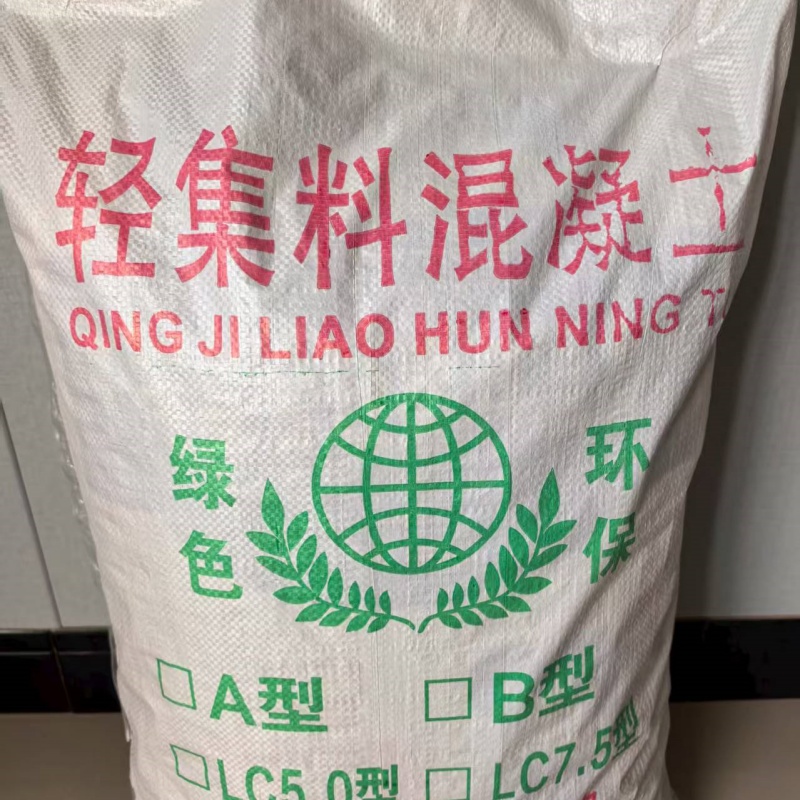 轻集料混凝土
QING JI LIAO HUN NING T
绿色
环保
□ A型
□ B型
□ LC5.0型
□ LC7.5型